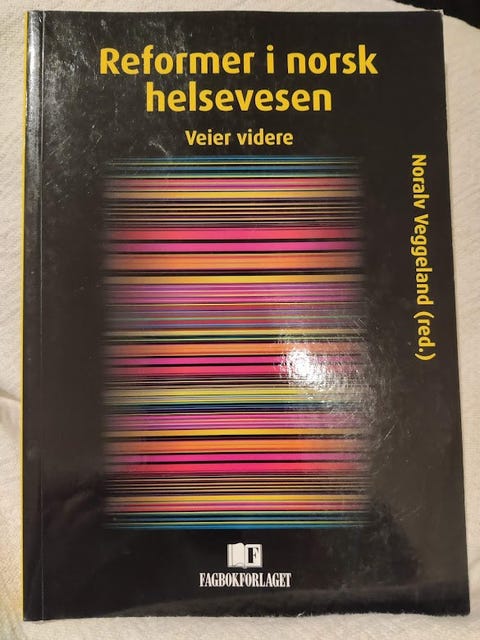 Reformer i norsk
helsevesen
Veier videre
Noralv Veggeland (red.)
F
FAGBOKFORLAGET